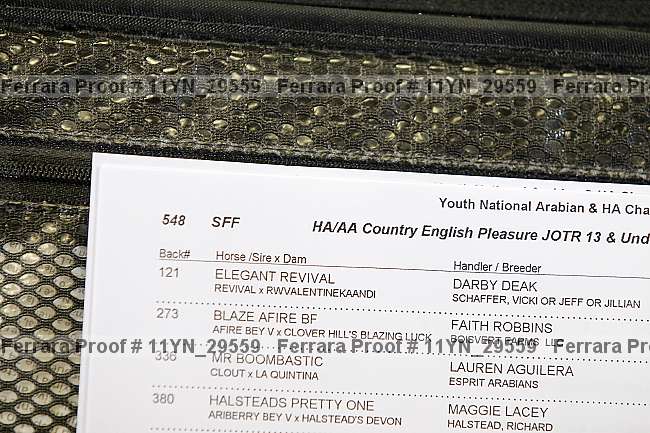 Ferrara Proof # 11YN_29559 Ferrara Proof # 11YN_29559 Ferrara
Youth National Arabian & HA Cha
548 SFF HA/AA Country English Pleasure JOTR 13 & Und
Back# Horse /Sire x Dam Handler / Breeder
121 ELEGANT REVIVAL DARBY DEAK
REVIVAL x RWVALENTINEKAANDI SCHAFFER, VICKI OR JEFF OR JILLIAN
273 BLAZE AFIRE BF FAITH ROBBINS
AFIRE BEY V x CLOVER HILL'S BLAZING LUCK BOISVERT FARMS LLC
Ferrara Proof # 11YN_29559 Ferrara Proof # 11YN_29559 Ferrara Proof
336 MR BOOMBASTIC LAUREN AGUILERA
CLOUT x LA QUINTINA ESPRIT ARABIANS
380 HALSTEADS PRETTY ONE MAGGIE LACEY
ARIBERRY BEY V x HALSTEAD'S DEVON HALSTEAD, RICHARD